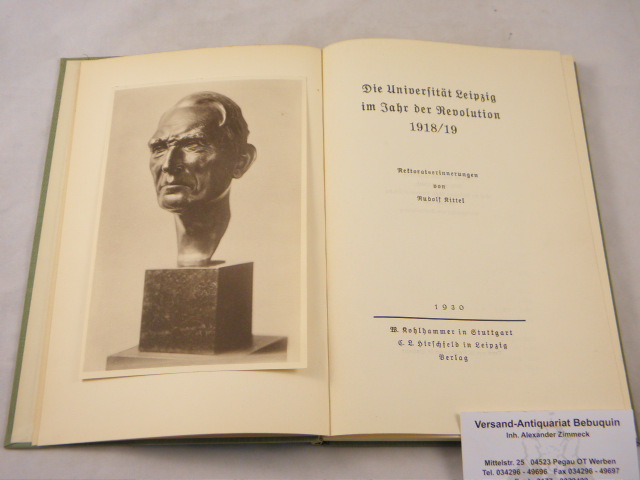 Die Universität Leipzig
im Jahr der Revolution
1918/19
Rektoratserinnerungen
von
Rudolf Kittel
1930
W. Kohlhammer in Stuttgart
C. L. Hirschfeld in Leipzig
Verlag
Versand-Antiquariat Bebuquin
Inh. Alexander Zimmeck
Mittelstr. 25 04523 Pegau OT Werben
Tel. 034296 - 49696 Fax 034296 - 49697